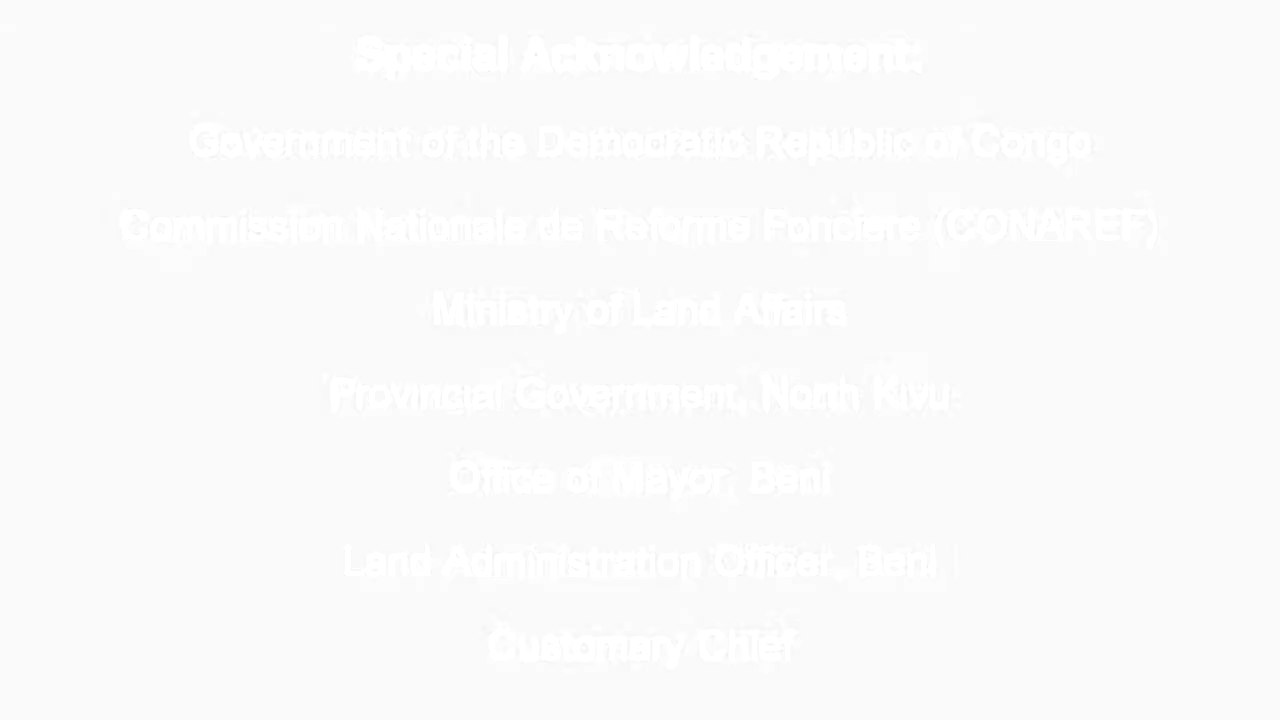 Special Acknowledgement:
Government of the Democratic Republic of Congo
Commission Nationale de Reforme Fonciere (CONAREF)
Ministry of Land Affairs
Provincial Government, North Kivu
Office of Mayor, Beni
Land Administration Officer, Beni
Customary Chief